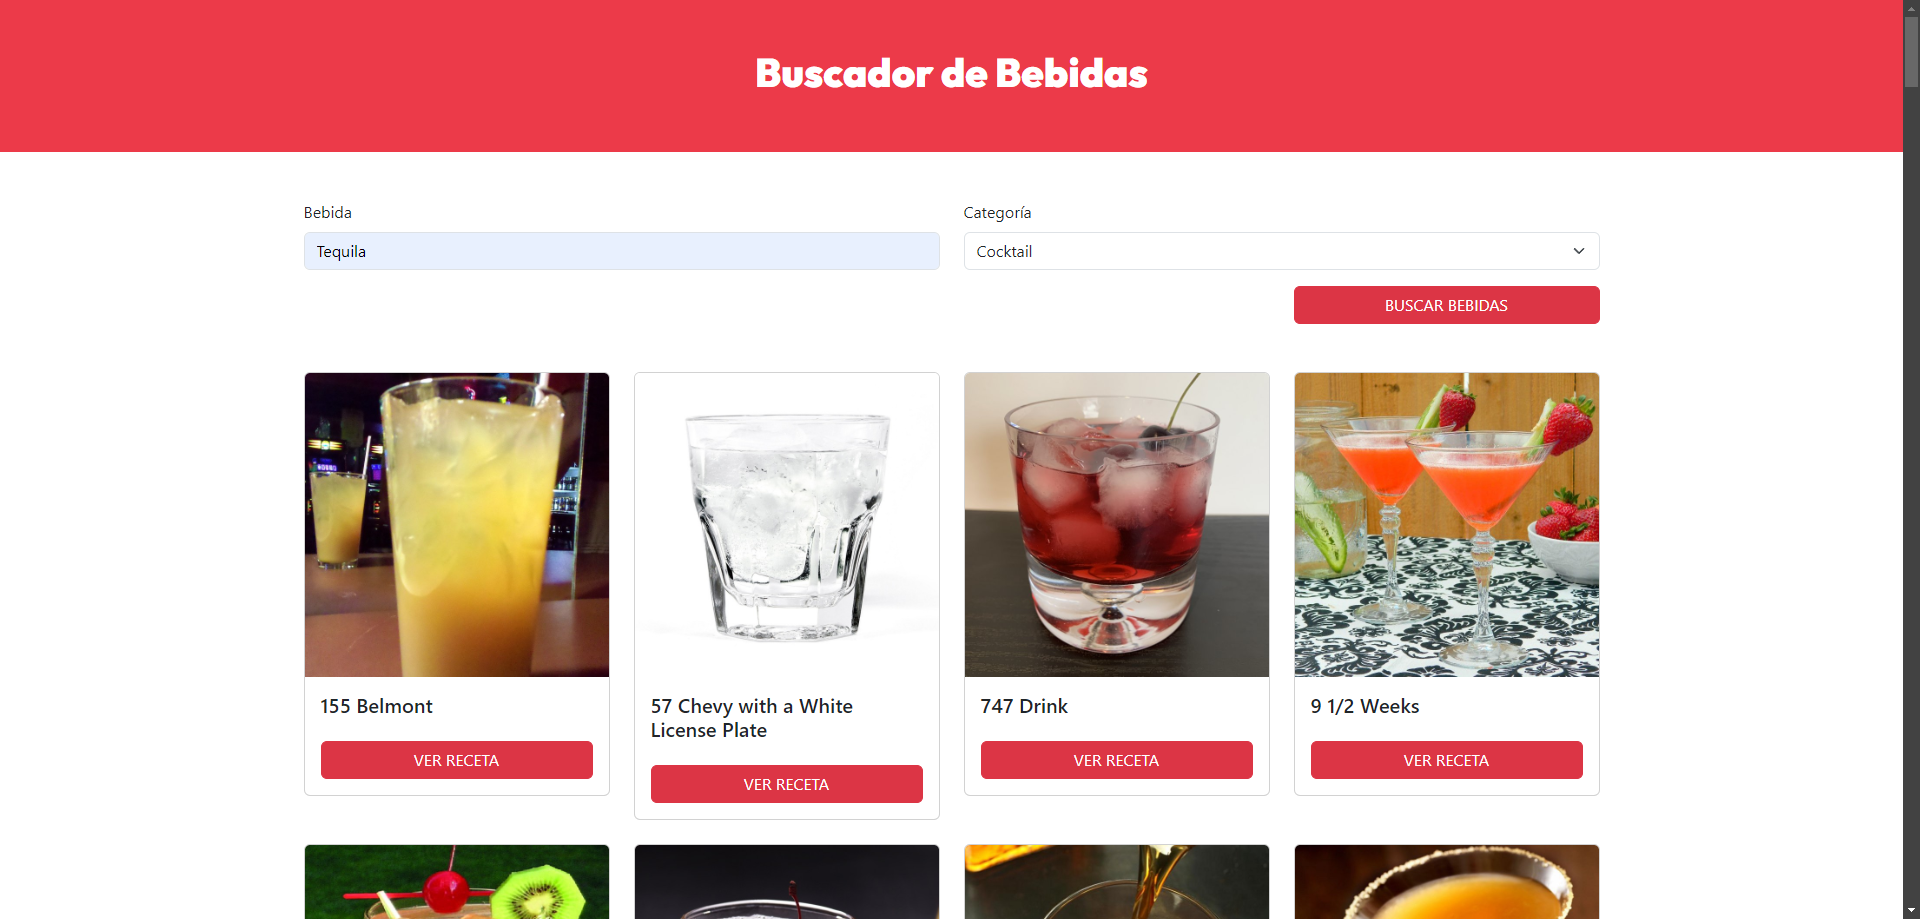 Buscador de Bebidas
Bebida
Categoría
Tequila
Cocktail
BUSCAR BEBIDAS
155 Belmont
VER RECETA
57 Chevy with a White
License Plate
VER RECETA
747 Drink
VER RECETA
9 1/2 Weeks
VER RECETA